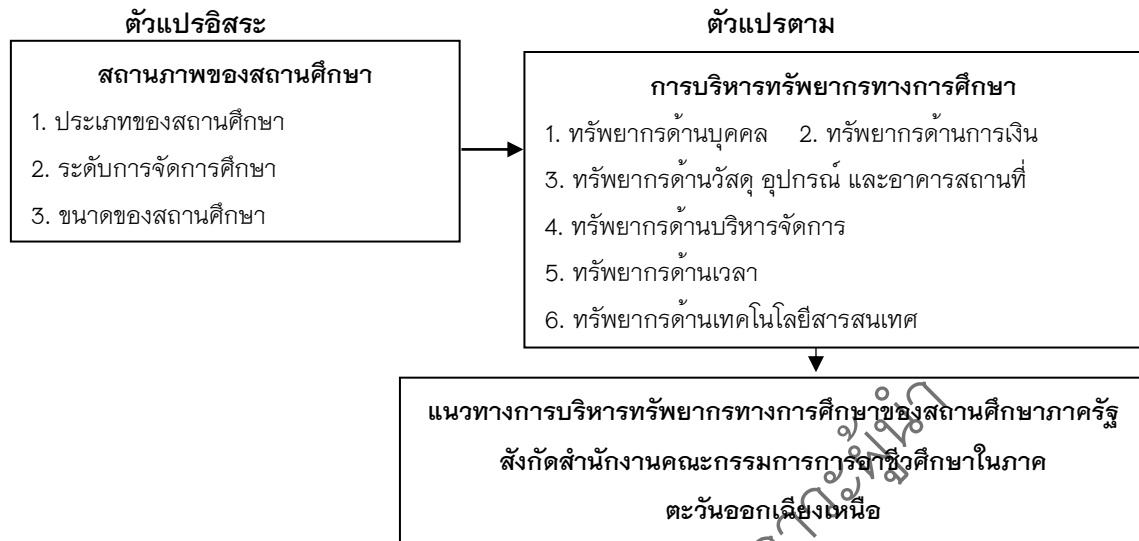 ตัวแปรอิสระ
สถานภาพของสถานศึกษา
1. ประเภทของสถานศึกษา
2. ระดับการจัดการศึกษา
3. ขนาดของสถานศึกษา
ตัวแปรตาม
การบริหารทรัพยากรทางการศึกษา
1. ทรัพยากรด้านบุคคล 2. ทรัพยากรด้านการเงิน
3. ทรัพยากรด้านวัสดุ อุปกรณ์ และอาคารสถานที่
4. ทรัพยากรด้านบริหารจัดการ
5. ทรัพยากรด้านเวลา
6. ทรัพยากรด้านเทคโนโลยีสารสนเทศ
แนวทางการบริหารทรัพยากรทางการศึกษาของสถานศึกษาภาครัฐ
สังกัดสำนักงานคณะกรรมการการอาชีวศึกษาในภาค
ตะวันออกเฉียงเหนือ